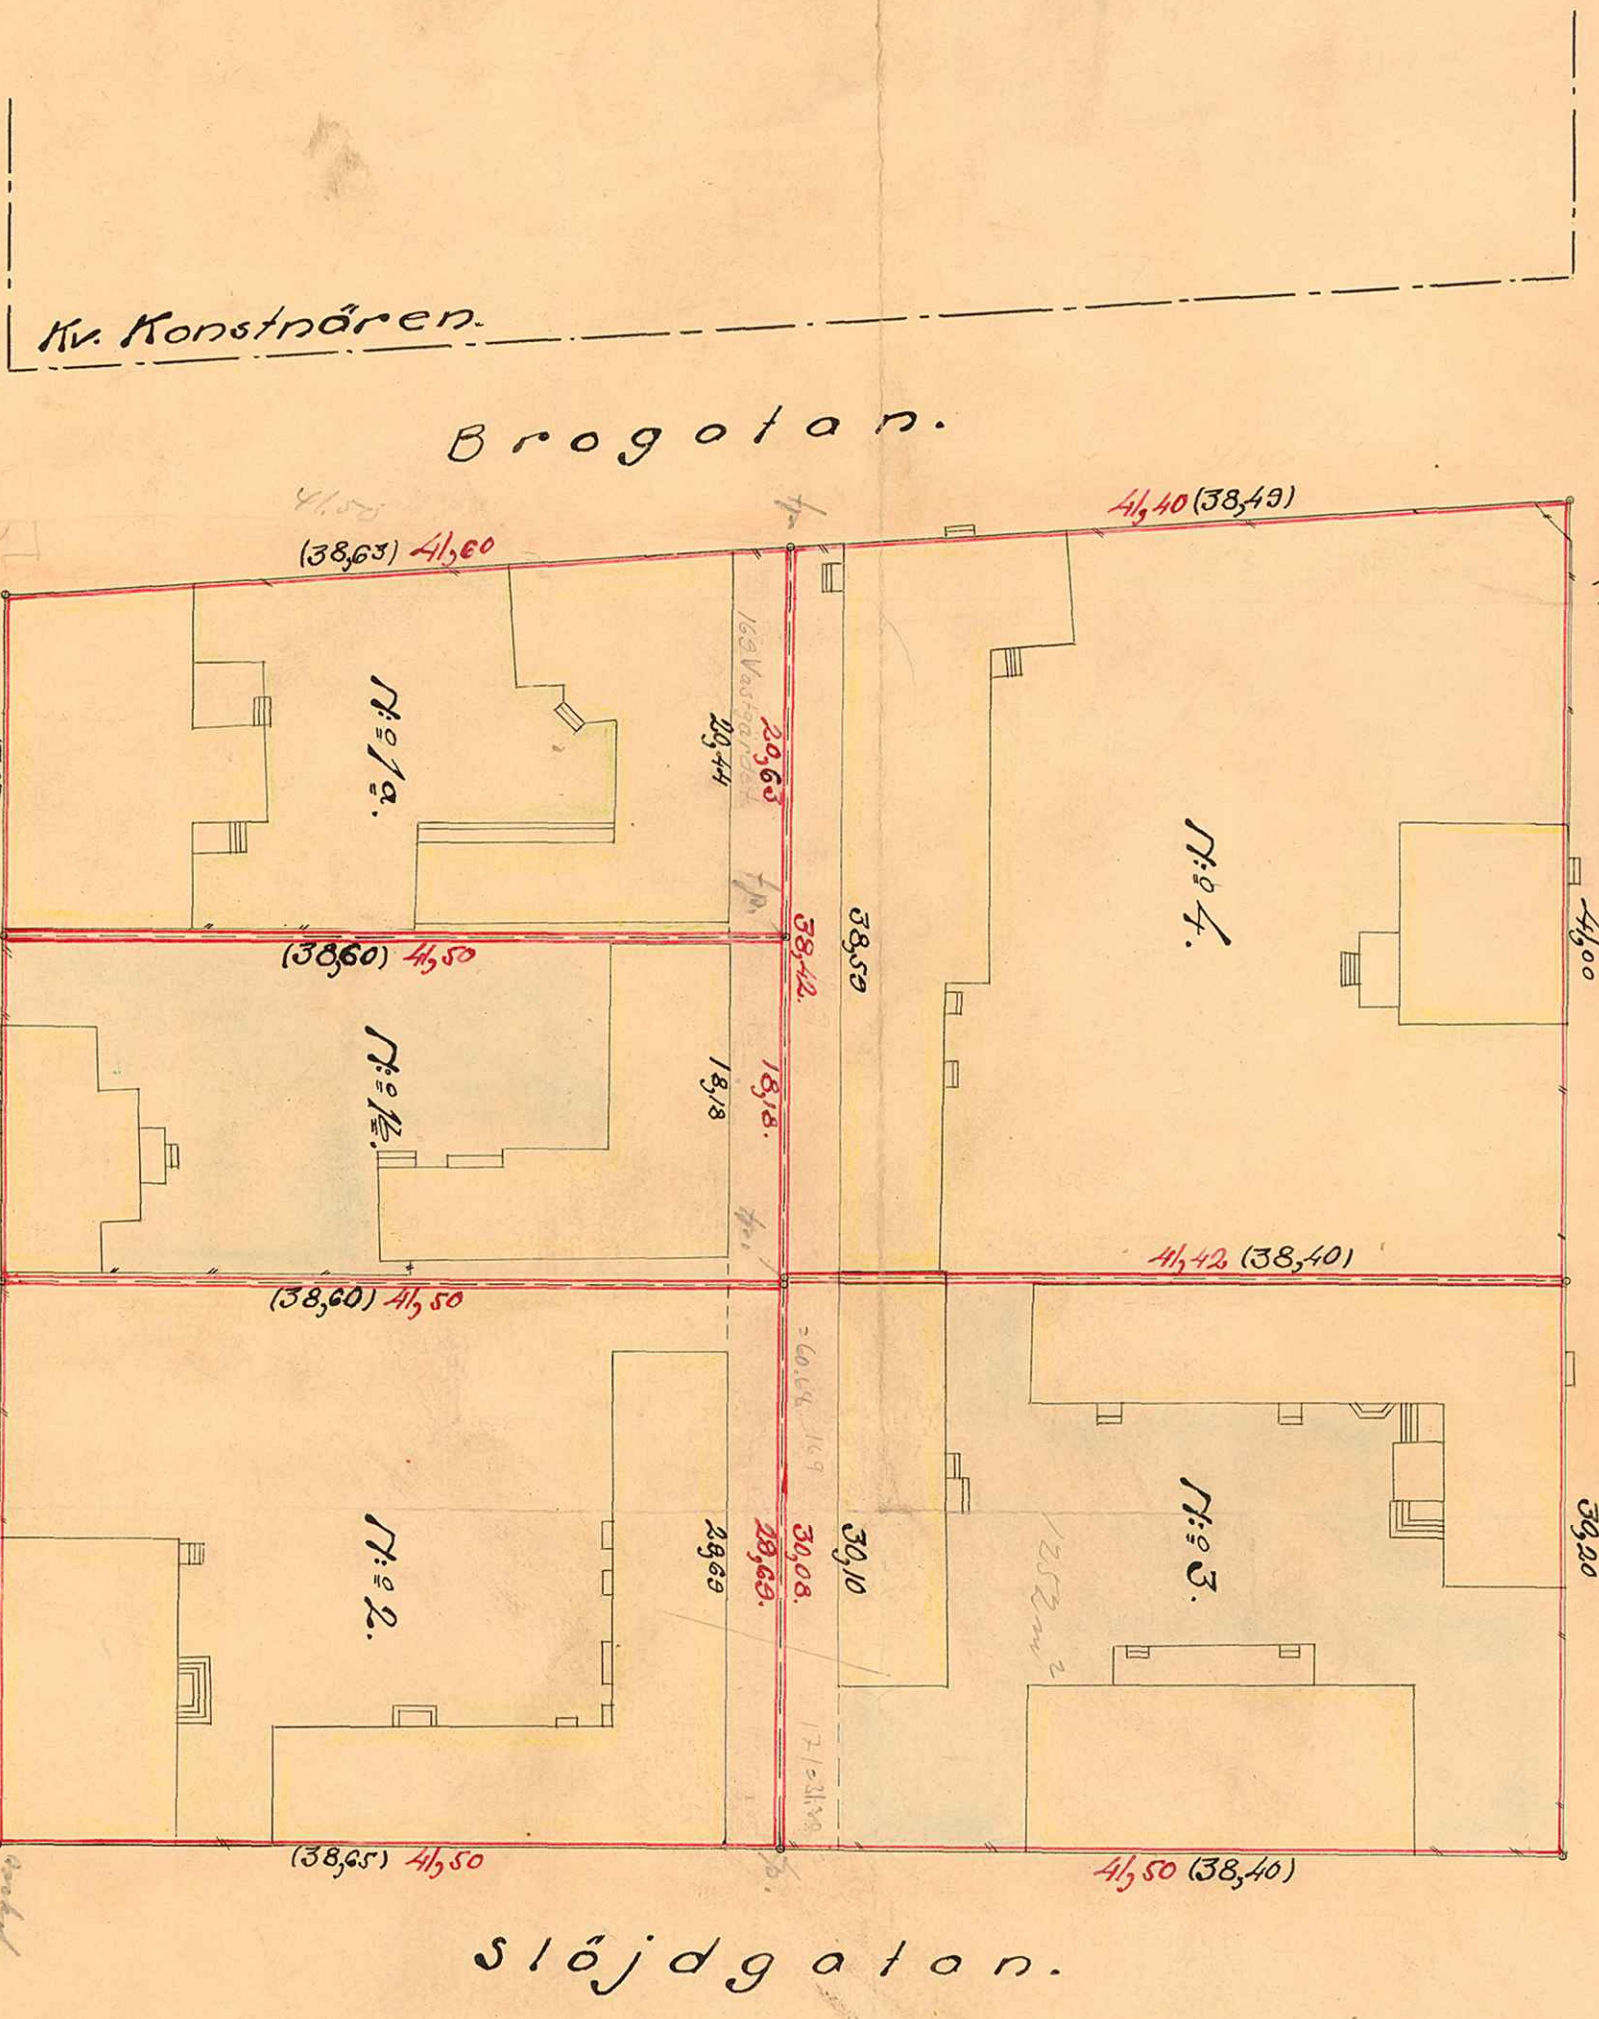 Kv. Konstnären.
Brogatan.
(38,63) 41,60
41,40 (38,49)
N:o 1a.
20,44
20,63
38,42.
38,59
N:o 4.
41,00
(38,60) 41,50
N:o 1b.
18,18
18,18.
41,42 (38,40)
(38,60) 41,50
N:o 2.
28,69
28,69.
30,08.
30,10
N:o 3.
1252 m2
30,20
(38,65) 41,50
41,50 (38,40)
Slöjdgatan.